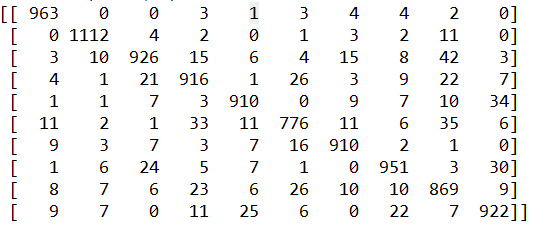 [[ 963 0 0 3 1 3 4 4 2 0]
[ 0 1112 4 2 0 1 3 2 11 0]
[ 3 10 926 15 6 4 15 8 42 3]
[ 4 1 21 916 1 26 3 9 22 7]
[ 1 1 7 3 910 0 9 7 10 34]
[ 11 2 1 33 11 776 11 6 35 6]
[ 9 3 7 3 7 16 910 2 1 0]
[ 1 6 24 5 7 1 0 951 3 30]
[ 8 7 6 23 6 26 10 10 869 9]
[ 9 7 0 11 25 6 0 22 7 922]]